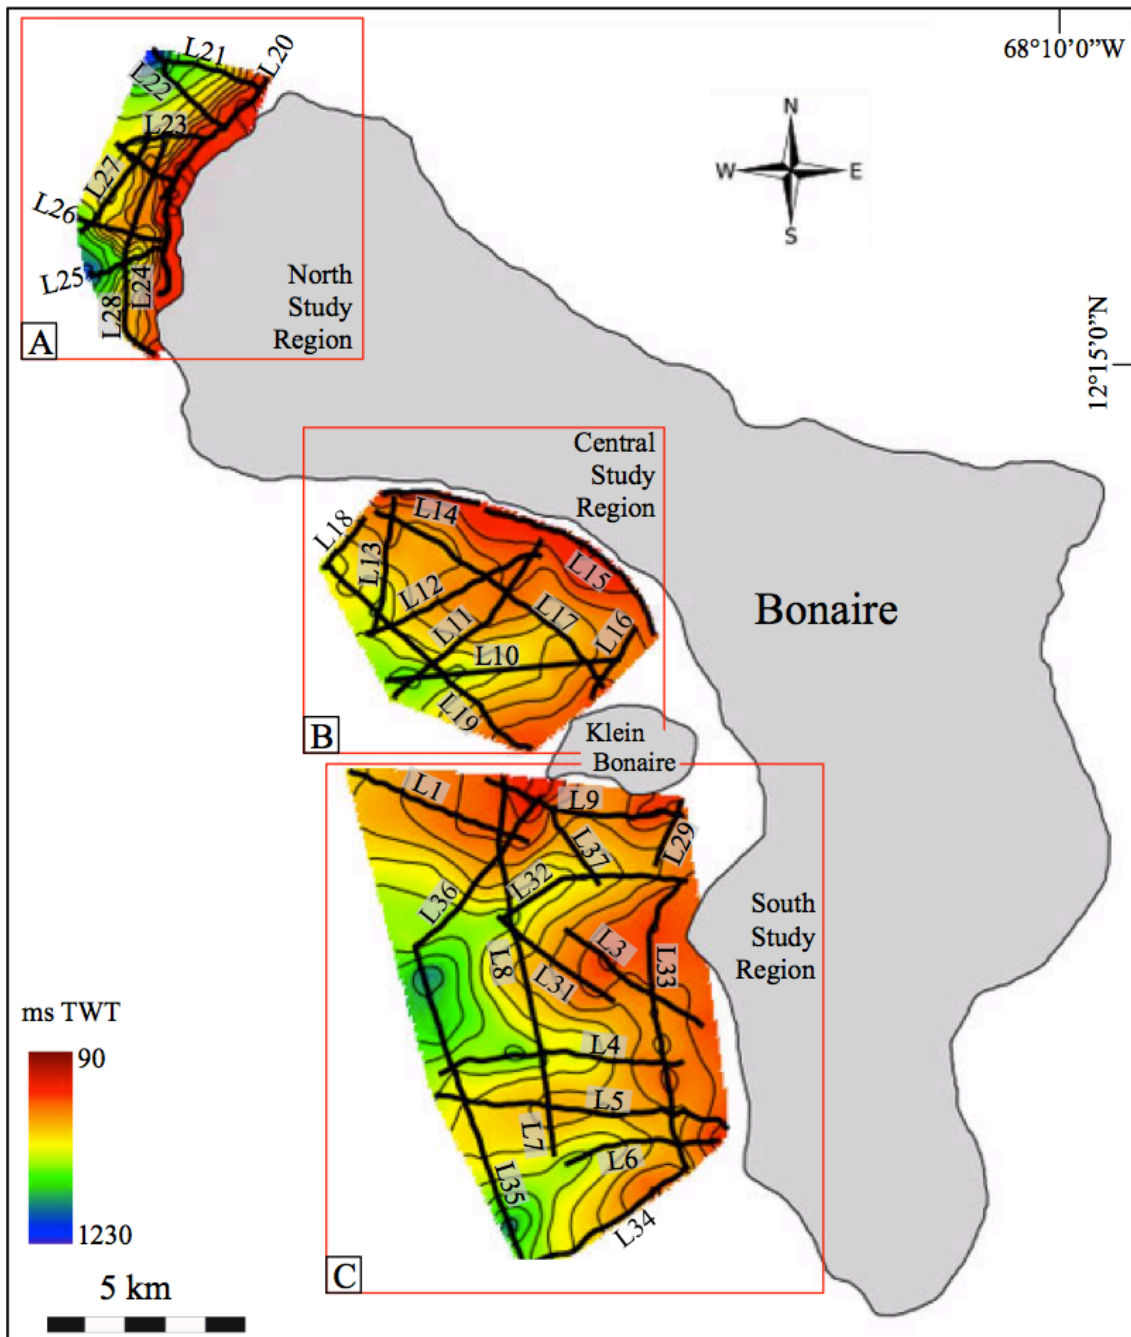 68°10'0"W
L21
L20
L22
L23
L27
L26
L25
L24
L28
North
Study
Region
A
N
W
E
S
12°15'0"N
Central
Study
Region
L18
L14
L13
L15
L12
L11
L17
L16
L10
L19
B
Bonaire
Klein
Bonaire
L1
L9
L29
L37
L32
L36
L3
L33
L8
L31
South
Study
Region
L4
L5
L7
L6
L35
L34
C
ms TWT
90
1230
5 km